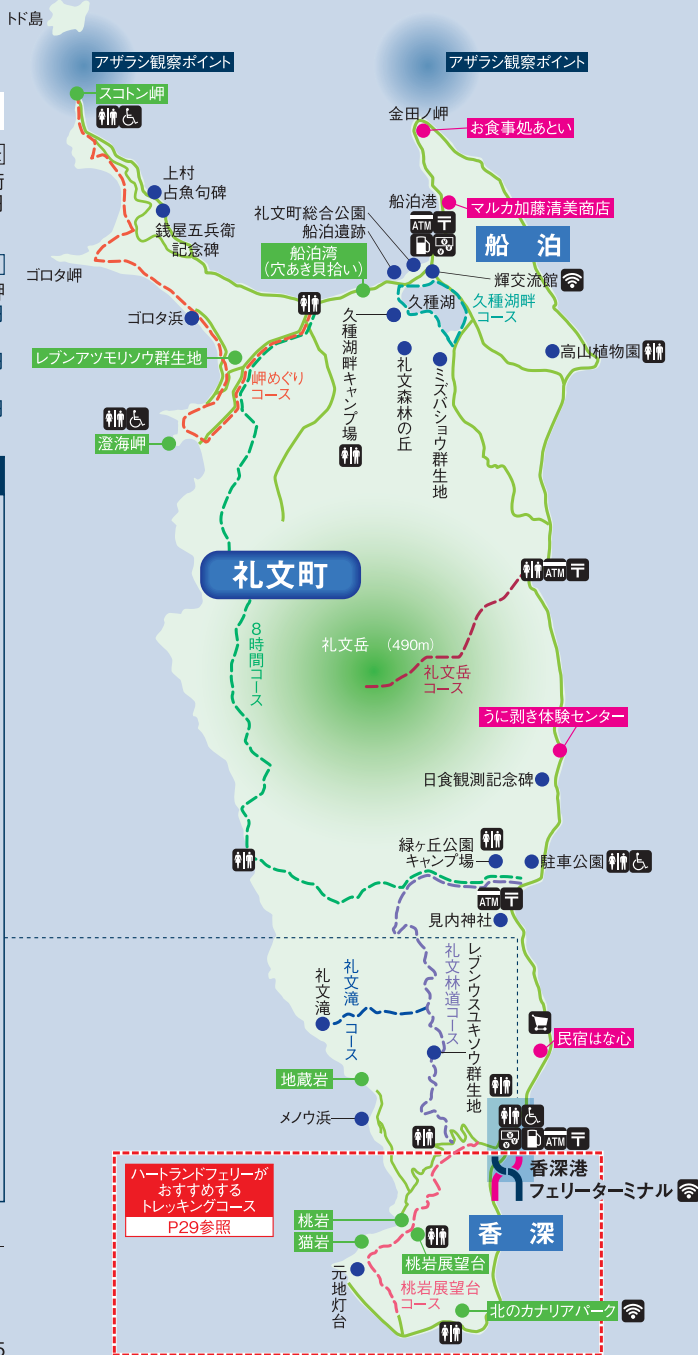 トド島
アザラシ観察ポイント
アザラシ観察ポイント
スコトン岬
金田ノ岬
お食事処あとい
上村
占魚句碑
銭屋五兵衛
記念碑
船泊港
マルカ加藤清美商店
ATM
礼文町総合公園
船泊遺跡
船泊
船泊湾
(穴あき貝拾い)
輝交流館
ゴロタ岬
久種湖
久種湖畔
コース
ゴロタ浜
久種湖畔キャンプ場
礼文森林の丘
ミズバショウ群生地
高山植物園
レブンアツモリソウ群生地
岬めぐり
コース
澄海岬
礼文町
ATM
8時間コース
礼文岳 (490m)
礼文岳
コース
うに剥き体験センター
日食観測記念碑
緑ヶ丘公園
キャンプ場
駐車公園
ATM
見内神社
礼文滝
礼文滝コース
礼文林道コース
レブンウスユキソウ群生地
民宿はな心
地蔵岩
メノウ浜
ATM
ハートランドフェリーが
おすすめする
トレッキングコース
P29参照
香深港
フェリーターミナル
桃岩
香深
猫岩
桃岩展望台
元地灯台
桃岩展望台
コース
北のカナリアパーク